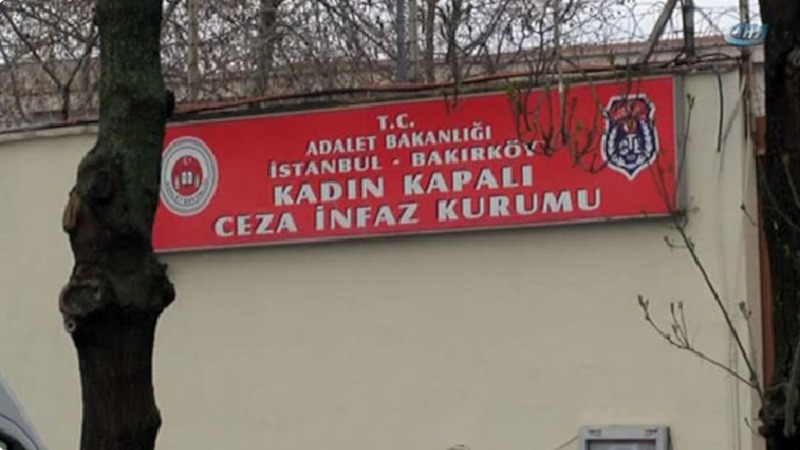 T.C.
ADALET BAKANLIĞI
İSTANBUL - BAKIRKÖY
KADIN KAPALI
CEZA İNFAZ KURUMU